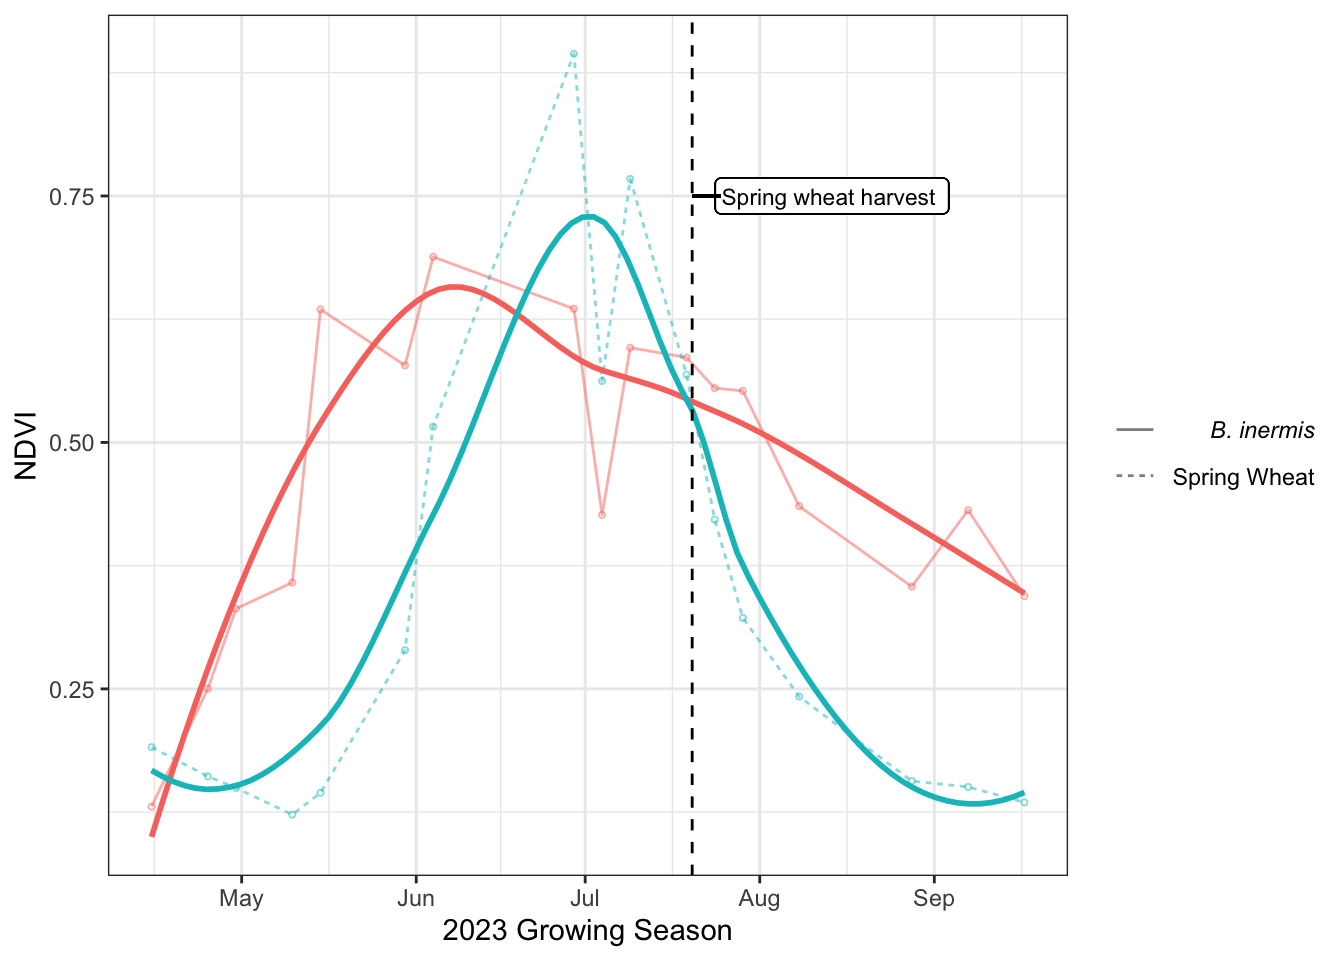 NDVI
0.75
0.50
0.25
Spring wheat harvest
May Jun Jul Aug Sep
2023 Growing Season
B. inermis
Spring Wheat